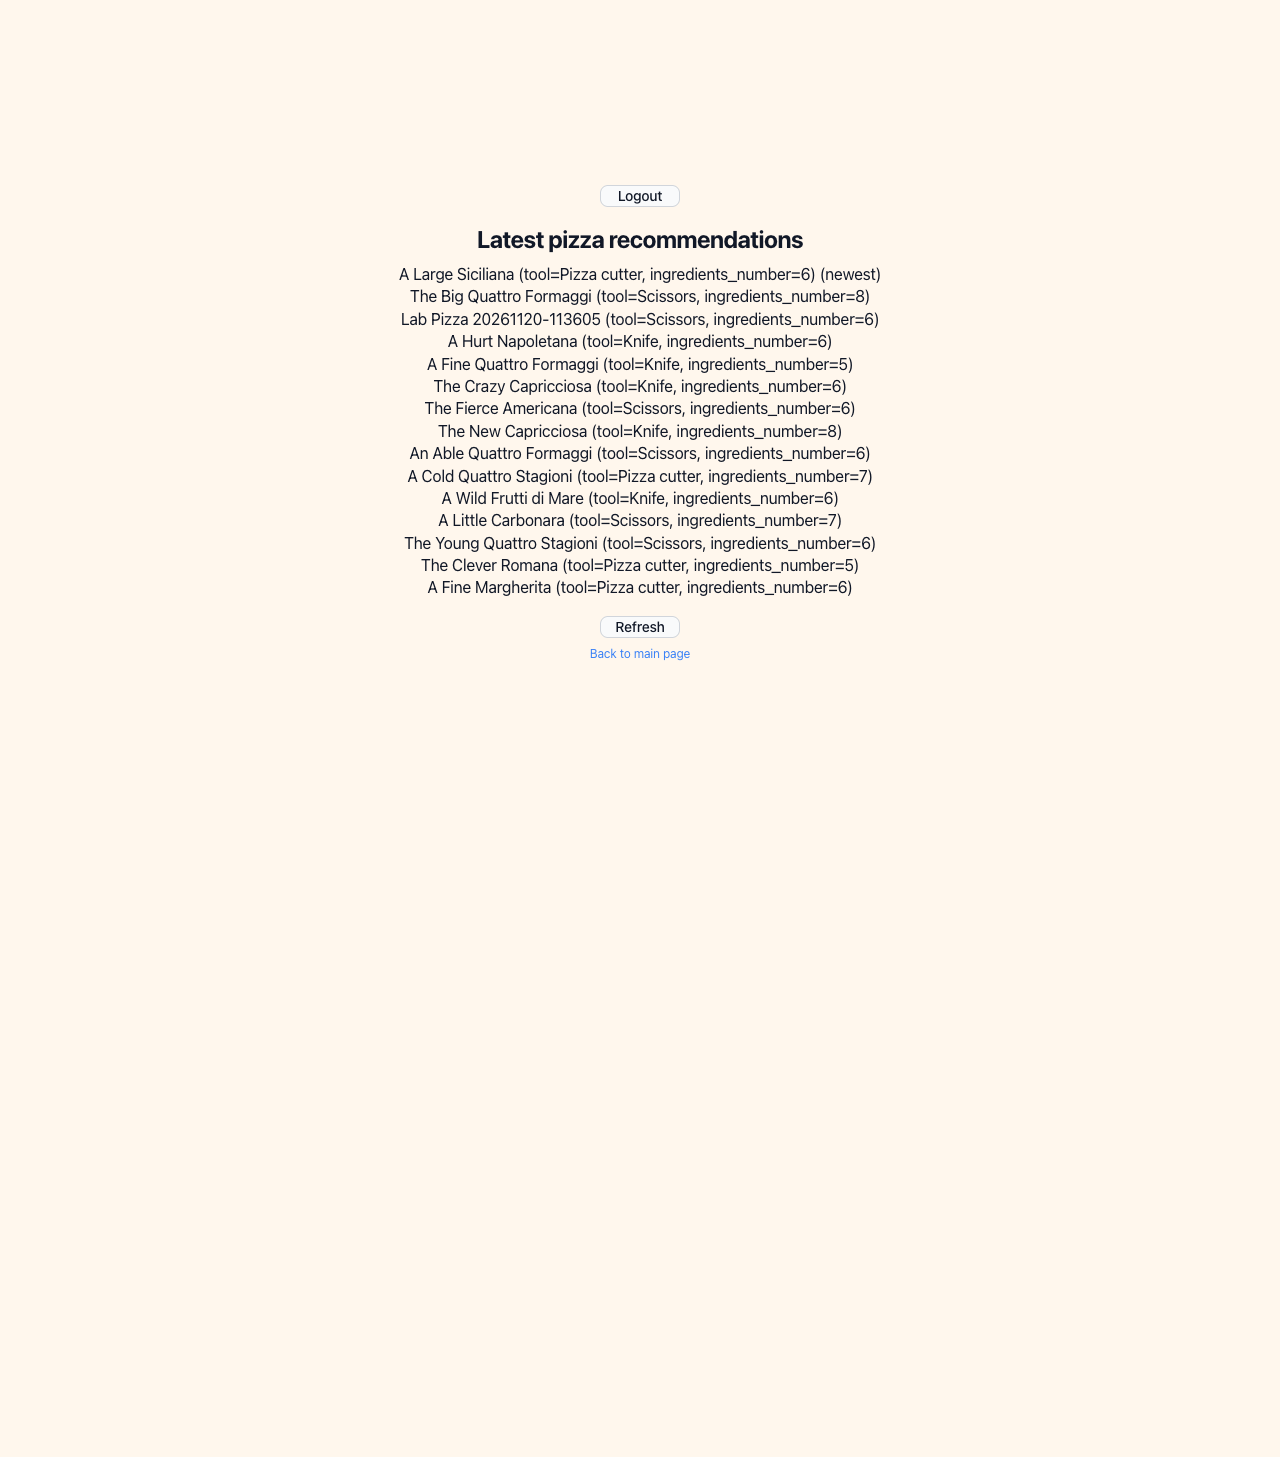 Logout
Latest pizza recommendations
A Large Siciliana (tool=Pizza cutter, ingredients_number=6) (newest)
The Big Quattro Formaggi (tool=Scissors, ingredients_number=8)
Lab Pizza 20261120-113605 (tool=Scissors, ingredients_number=6)
A Hurt Napoletana (tool=Knife, ingredients_number=6)
A Fine Quattro Formaggi (tool=Knife, ingredients_number=5)
The Crazy Capricciosa (tool=Knife, ingredients_number=6)
The Fierce Americana (tool=Scissors, ingredients_number=6)
The New Capricciosa (tool=Knife, ingredients_number=8)
An Able Quattro Formaggi (tool=Scissors, ingredients_number=6)
A Cold Quattro Stagioni (tool=Pizza cutter, ingredients_number=7)
A Wild Frutti di Mare (tool=Knife, ingredients_number=6)
A Little Carbonara (tool=Scissors, ingredients_number=7)
The Young Quattro Stagioni (tool=Scissors, ingredients_number=6)
The Clever Romana (tool=Pizza cutter, ingredients_number=5)
A Fine Margherita (tool=Pizza cutter, ingredients_number=6)
Refresh
Back to main page